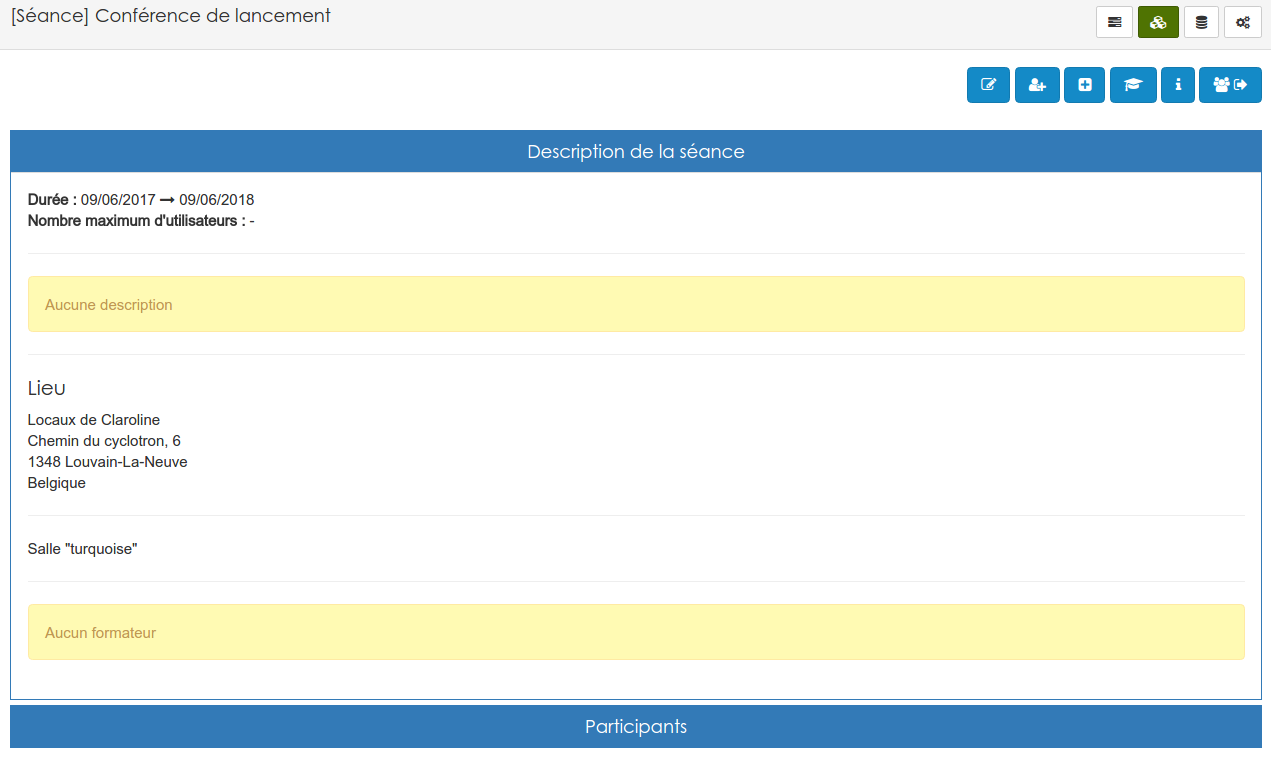 [Séance] Conférence de lancement
Description de la séance
Durée : 09/06/2017 → 09/06/2018
Nombre maximum d'utilisateurs : -
Aucune description
Lieu
Locaux de Claroline
Chemin du cyclotron, 6
1348 Louvain-La-Neuve
Belgique
Salle "turquoise"
Aucun formateur
Participants